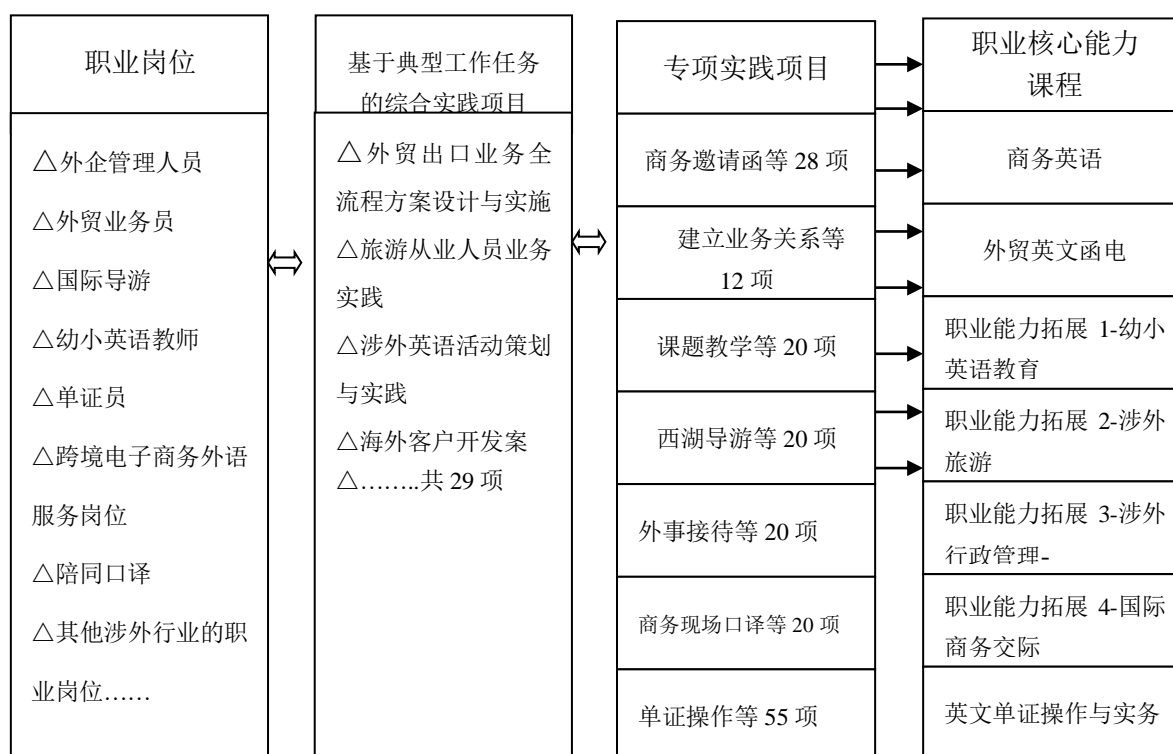 职业岗位
△外企管理人员
△外贸业务员
△国际导游
△幼小英语教师
△单证员
△跨境电子商务外语
服务岗位
△陪同口译
△其他涉外行业的职
业岗位……
基于典型工作任务
的综合实践项目
△外贸出口业务全
流程方案设计与实施
△旅游从业人员业务
实践
△涉外英语活动策划
与实践
△海外客户开发案
△……..共 29 项
专项实践项目
商务邀请函等 28 项
建立业务关系等
12 项
课题教学等 20 项
西湖导游等 20 项
外事接待等 20 项
商务现场口译等 20 项
单证操作等 55 项
职业核心能力
课程
商务英语
外贸英文函电
职业能力拓展 1-幼小
英语教育
职业能力拓展 2-涉外
旅游
职业能力拓展 3-涉外
行政管理-
职业能力拓展 4-国际
商务交际
英文单证操作与实务